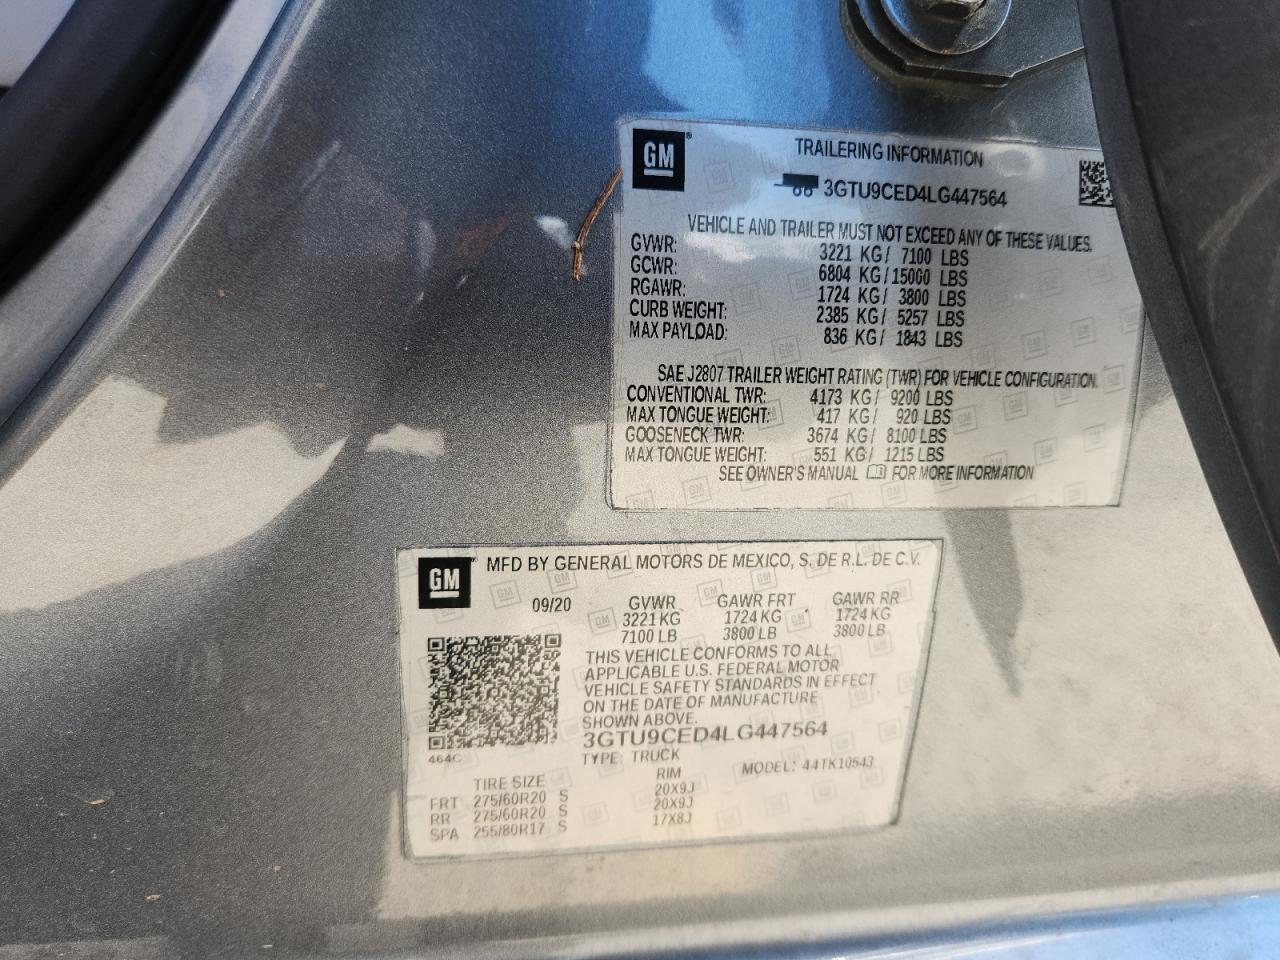 GM
TRAILERING INFORMATION
3GTU9CED4LG447564
VEHICLE AND TRAILER MUST NOT EXCEED ANY OF THESE VALUES.
GVWR: 3221 KG/ 7100 LBS
GCWR: 6804 KG/ 15000 LBS
RGAWR: 1724 KG/ 3800 LBS
CURB WEIGHT: 2385 KG/ 5257 LBS
MAX PAYLOAD: 836 KG/ 1843 LBS
SAE J2807 TRAILER WEIGHT RATING (TWR) FOR VEHICLE CONFIGURATION.
CONVENTIONAL TWR: 4173 KG/ 9200 LBS
MAX TONGUE WEIGHT: 417 KG/ 920 LBS
GOOSENECK TWR: 3674 KG/ 8100 LBS
MAX TONGUE WEIGHT: 551 KG/ 1215 LBS
SEE OWNER'S MANUAL FOR MORE INFORMATION
GM
MFD BY GENERAL MOTORS DE MEXICO, S. DE R.L. DE C.V.
09/20 GVWR GAWR FRT GAWR RR
3221 KG 1724 KG 1724 KG
7100 LB 3800 LB 3800 LB
THIS VEHICLE CONFORMS TO ALL
APPLICABLE U.S. FEDERAL MOTOR
VEHICLE SAFETY STANDARDS IN EFFECT
ON THE DATE OF MANUFACTURE
SHOWN ABOVE.
3GTU9CED4LG447564
464C
TYPE: TRUCK MODEL: 44TK10543
TIRE SIZE RIM
FRT 275/60R20 S 20X9J
RR 275/60R20 S 20X9J
SPA 255/80R17 S 17X8J